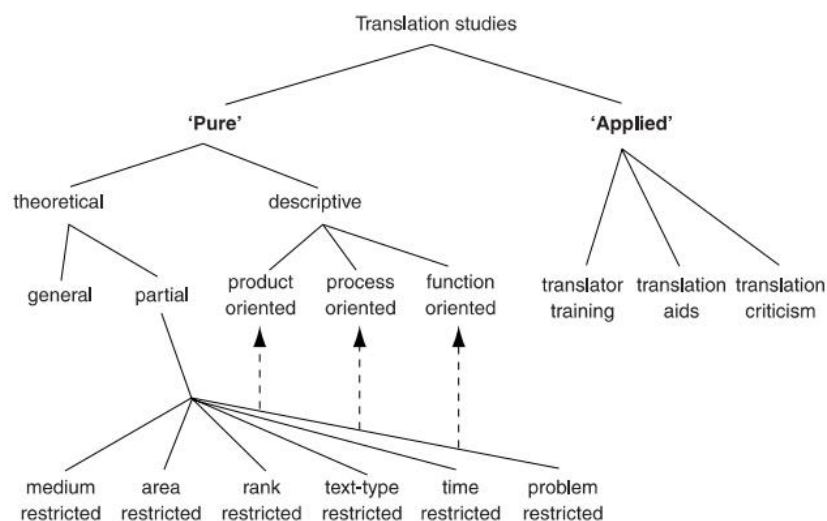 Translation studies
‘Pure’
‘Applied’
theoretical
descriptive
general
partial
product
oriented
process
oriented
function
oriented
translator
training
translation
aids
translation
criticism
medium
restricted
area
restricted
rank
restricted
text-type
restricted
time
restricted
problem
restricted